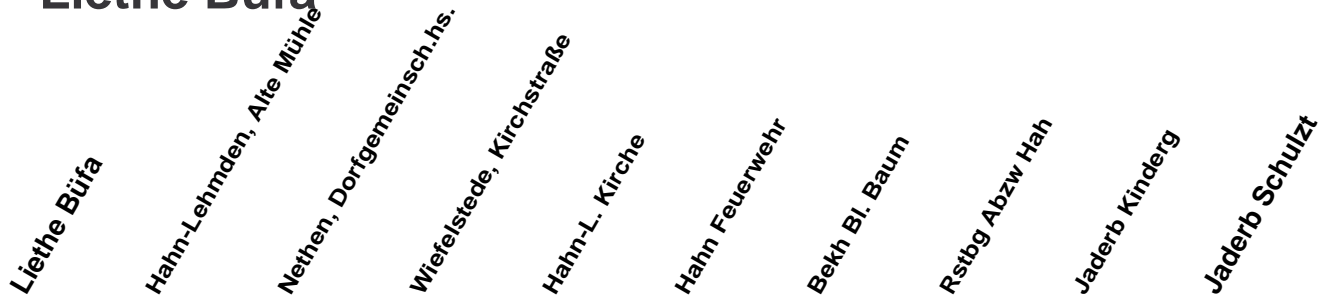 Liethe Büfa
Liethe Büfa
Hahn-Lehmden, Alte Mühle
Nethen, Dorfgemeinsch.hs.
Wiefelstede, Kirchstraße
Hahn-L. Kirche
Hahn Feuerwehr
Bekh Bl. Baum
Rstbg Abzw Hah
Jaderb Kinderg
Jaderb Schulzt